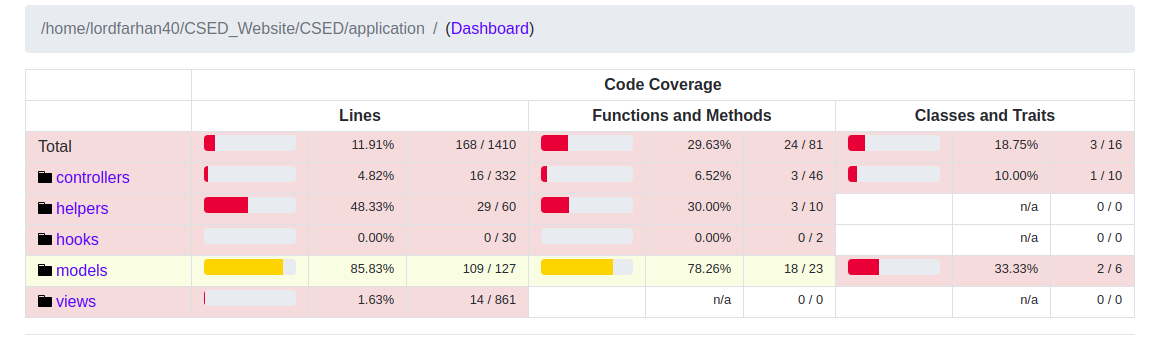 /home/lordfarhan40/CSED_Website/CSED/application / (Dashboard)
Code Coverage
Lines Functions and Methods Classes and Traits
Total 11.91% 168 / 1410 29.63% 24 / 81 18.75% 3 / 16
controllers 4.82% 16 / 332 6.52% 3 / 46 10.00% 1 / 10
helpers 48.33% 29 / 60 30.00% 3 / 10 n/a 0 / 0
hooks 0.00% 0 / 30 0.00% 0 / 2 n/a 0 / 0
models 85.83% 109 / 127 78.26% 18 / 23 33.33% 2 / 6
views 1.63% 14 / 861 n/a 0 / 0 n/a 0 / 0